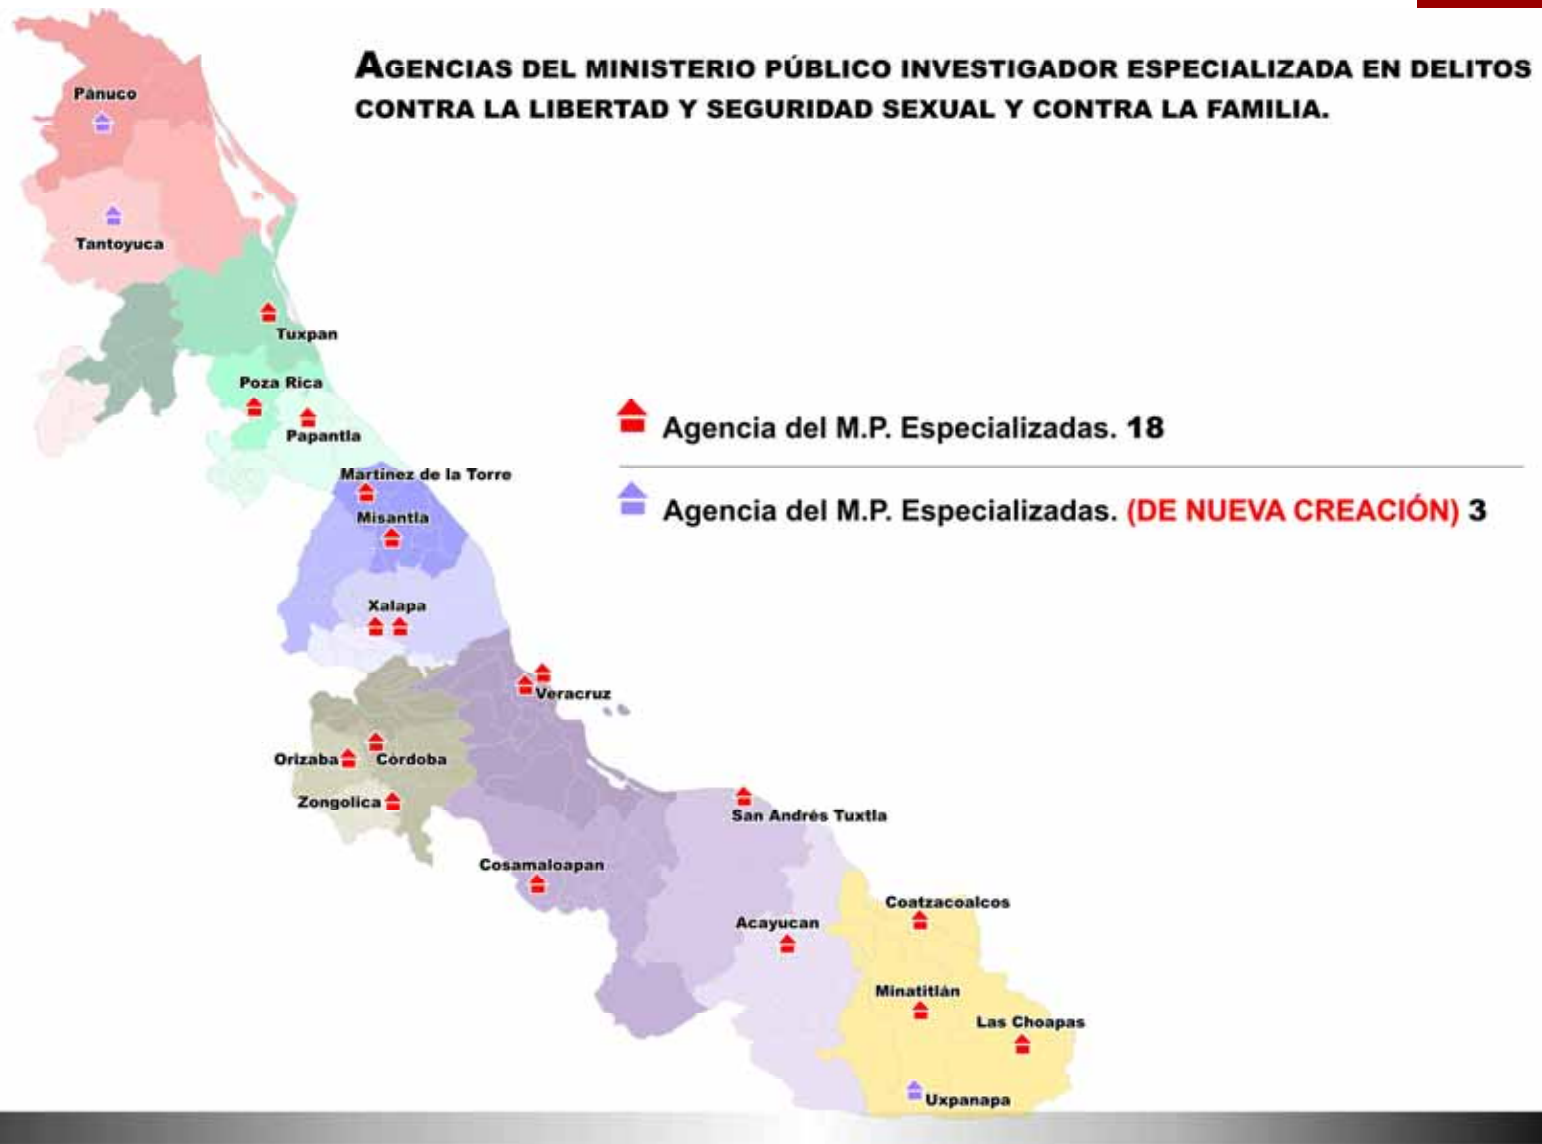 AGENCIAS DEL MINISTERIO PÚBLICO INVESTIGADOR ESPECIALIZADA EN DELITOS
CONTRA LA LIBERTAD Y SEGURIDAD SEXUAL Y CONTRA LA FAMILIA.
Pánuco
Tantoyuca
Tuxpan
Poza Rica
Papantla
Agencia del M.P. Especializadas. 18
Martínez de la Torre
Agencia del M.P. Especializadas. (DE NUEVA CREACIÓN) 3
Misantla
Xalapa
Veracruz
Orizaba
Córdoba
Zongolica
San Andrés Tuxtla
Cosamaloapan
Coatzacoalcos
Acayucan
Minatitlán
Las Choapas
Uxpanapa